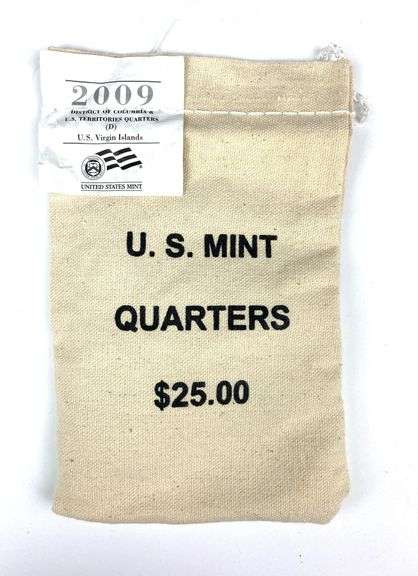 2009
DISTRICT OF COLUMBIA &
U.S. TERRITORIES QUARTERS
(D)
U.S. Virgin Islands
UNITED STATES MINT
U. S. MINT
QUARTERS
$25.00